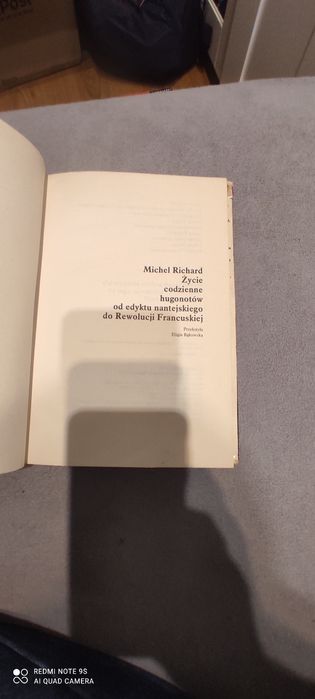 Michel Richard
Życie
codzienne
hugonotów
od edyktu nantejskiego
do Rewolucji Francuskiej
Przełożyła
Eligia Bąkowska
REDMI NOTE 9S
AI QUAD CAMERA